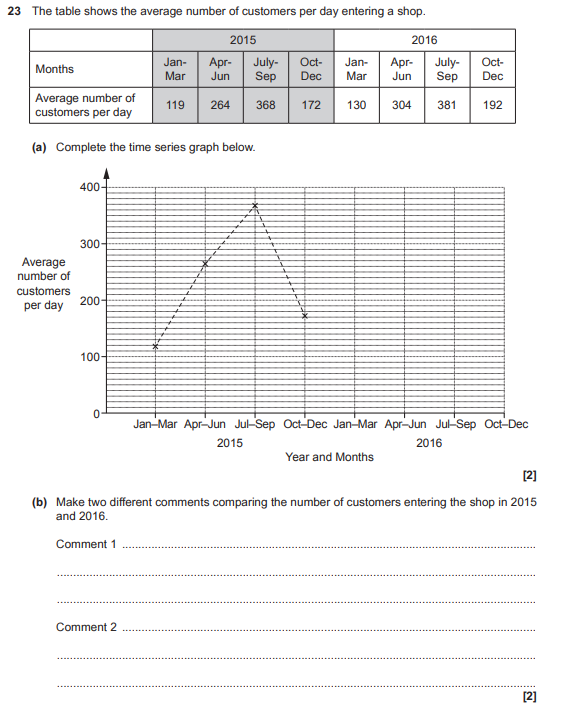 23 The table shows the average number of customers per day entering a shop.
2015 2016
Months Jan-Mar Apr-Jun July-Sep Oct-Dec Jan-Mar Apr-Jun July-Sep Oct-Dec
Average number of customers per day 119 264 368 172 130 304 381 192
(a) Complete the time series graph below.
400
300
Average
number of
customers
per day
200
100
0
Jan–Mar Apr–Jun Jul–Sep Oct–Dec Jan–Mar Apr–Jun Jul–Sep Oct–Dec
2015 2016
Year and Months
[2]
(b) Make two different comments comparing the number of customers entering the shop in 2015
and 2016.
Comment 1 ........................................................................
........................................................................
........................................................................
Comment 2 ........................................................................
........................................................................
........................................................................
[2]